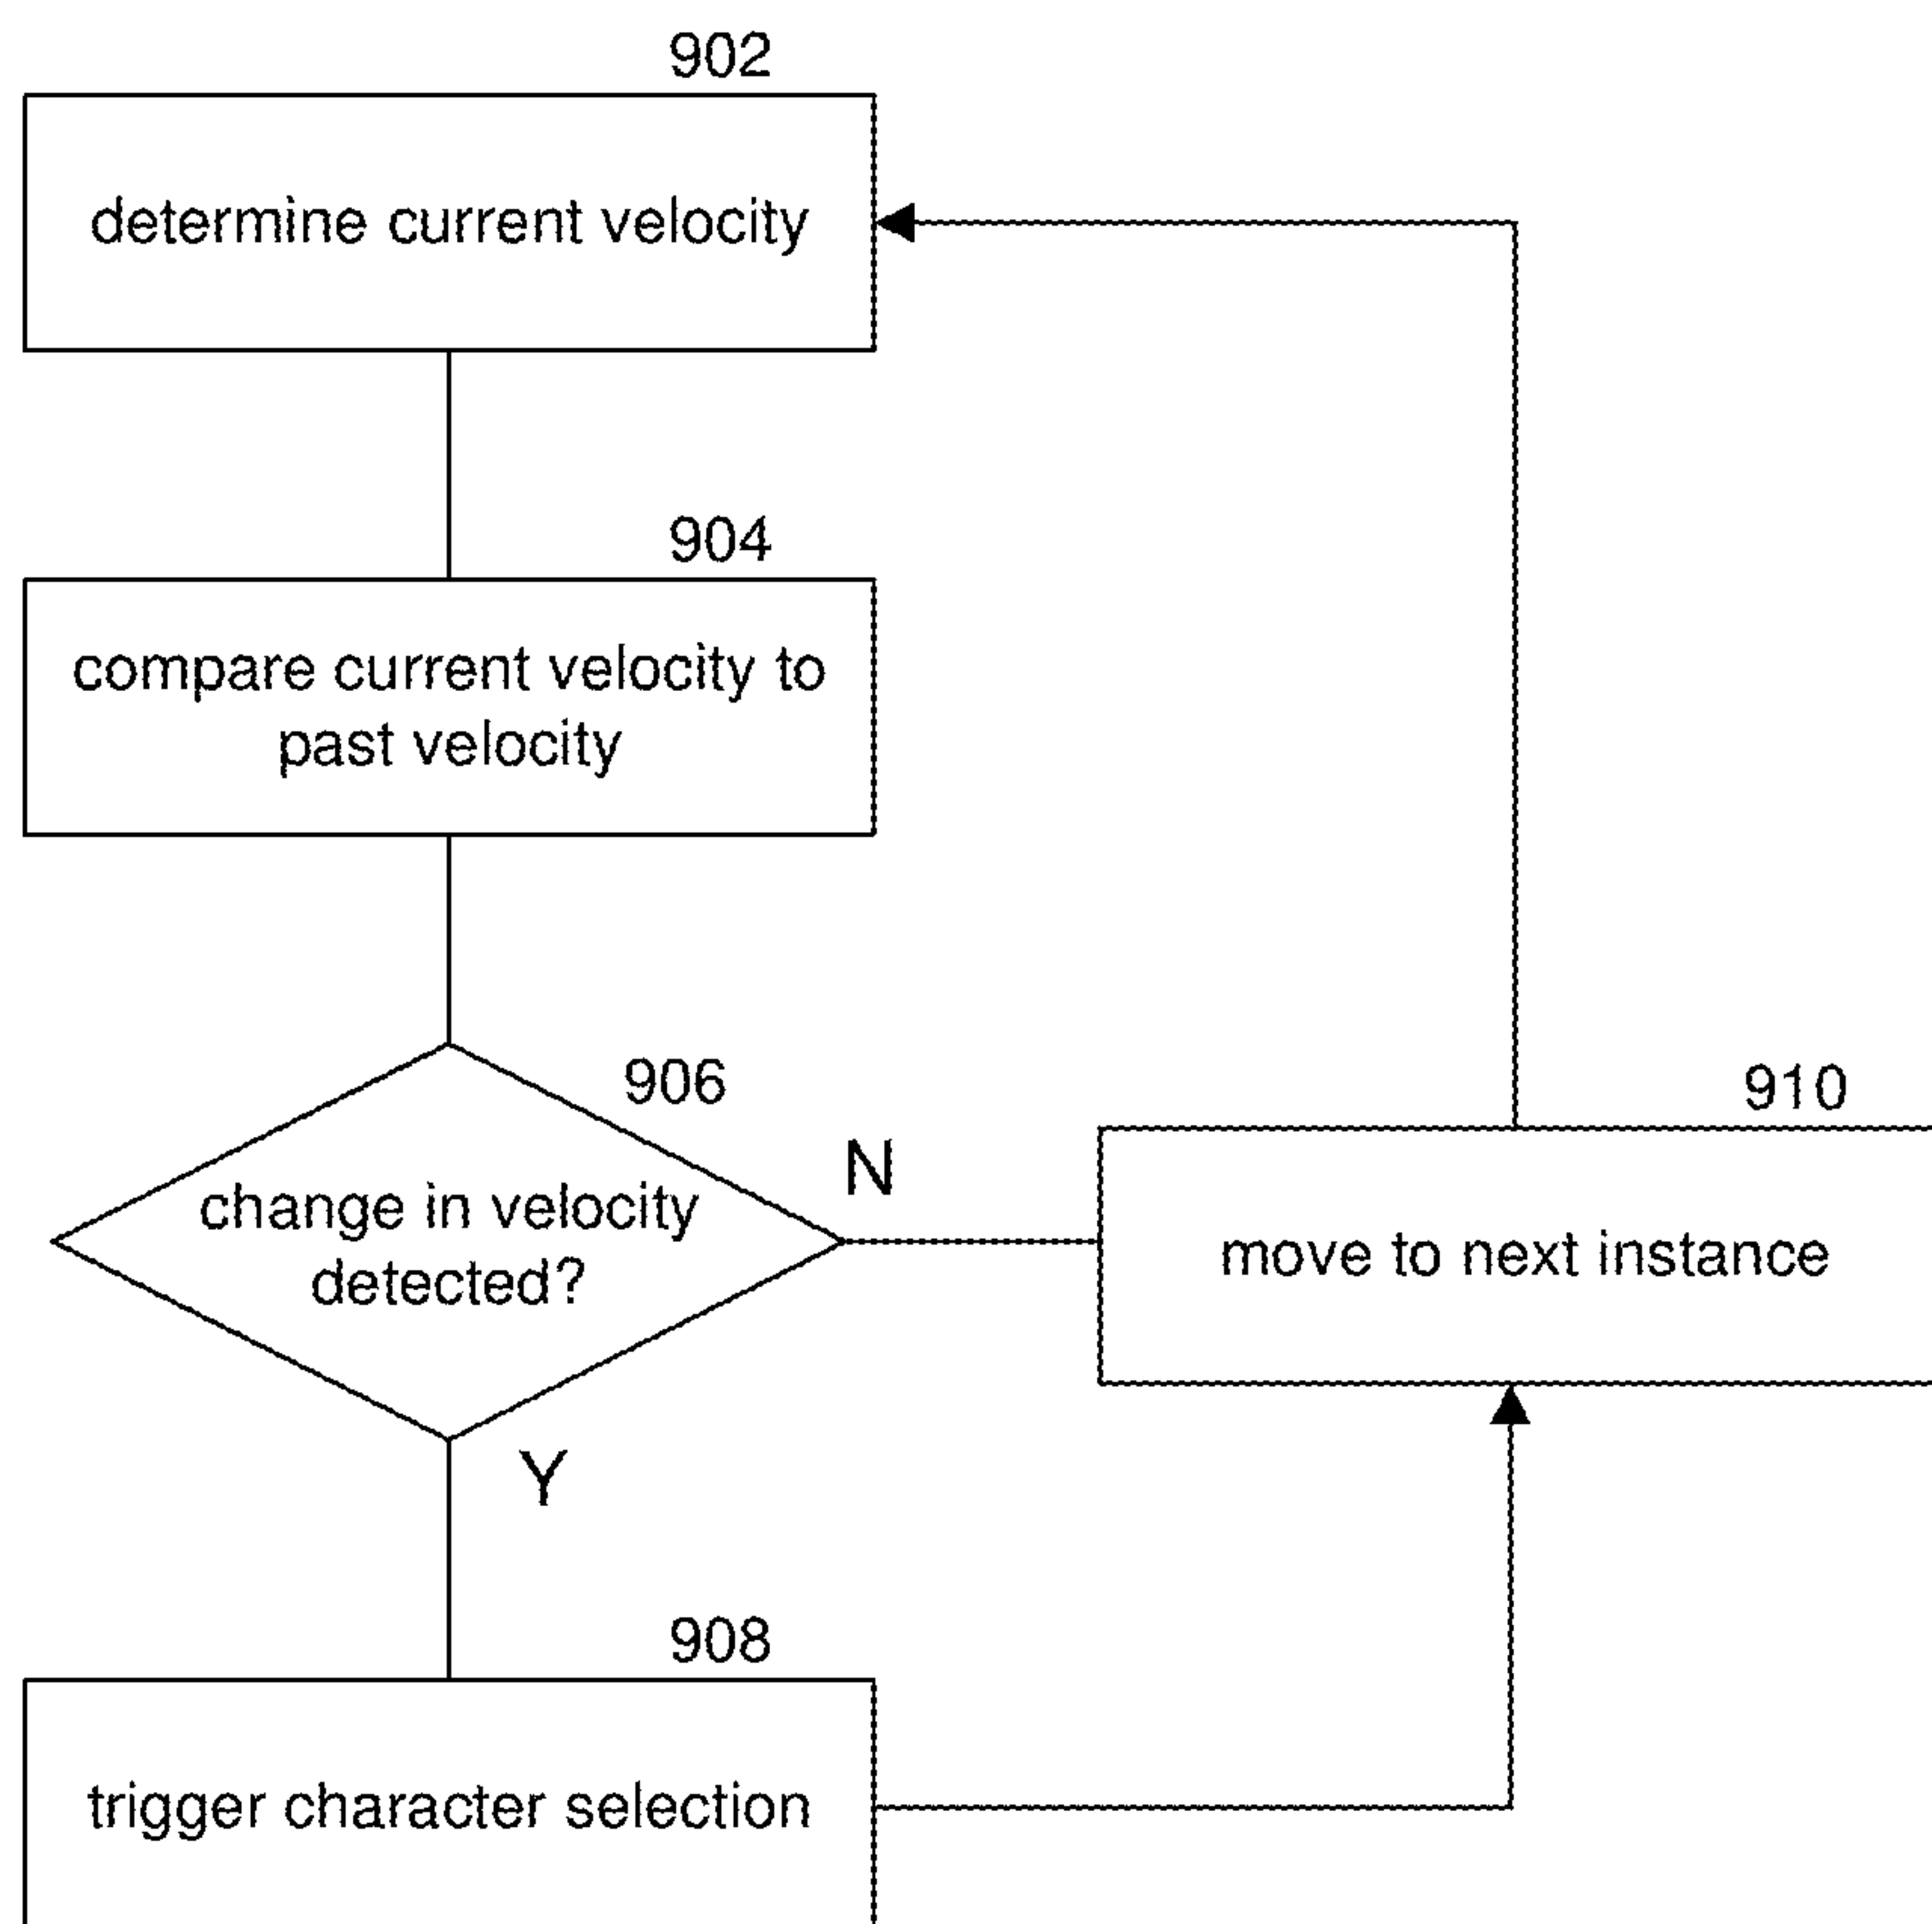 902
determine current velocity
904
compare current velocity to
past velocity
906
N
change in velocity
detected?
910
move to next instance
Y
908
trigger character selection